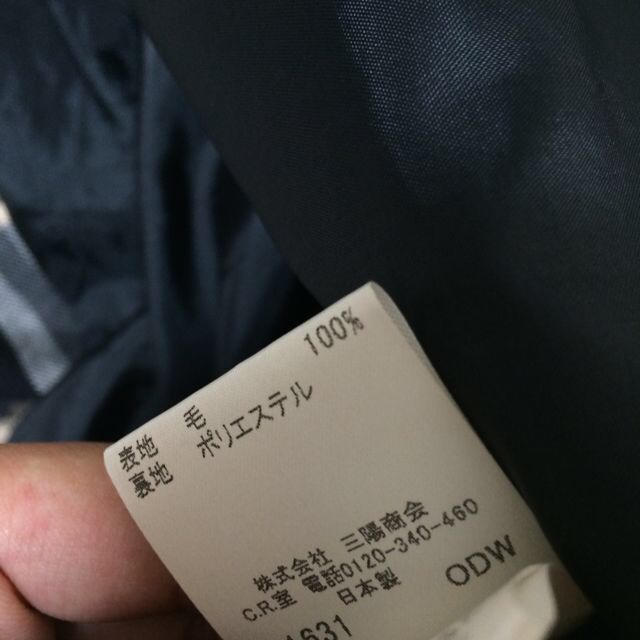 表地 毛 100%
裏地 ポリエステル
株式会社 三陽商会
C.R.室 電話0120-340-460
日本製 ODW
1631